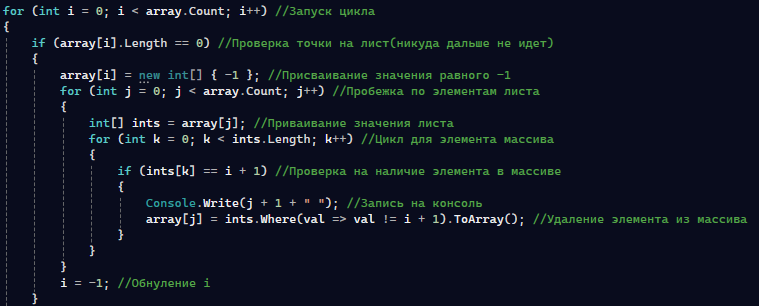 for (int i = 0; i < array.Count; i++) //Запуск цикла
{
if (array[i].Length == 0) //Проверка точки на лист(никуда дальше не идет)
{
array[i] = new int[] { -1 }; //Присваивание значения равного -1
for (int j = 0; j < array.Count; j++) //Пробежка по элементам листа
{
int[] ints = array[j]; //Приваивание значения листа
for (int k = 0; k < ints.Length; k++) //Цикл для элемента массива
{
if (ints[k] == i + 1) //Проверка на наличие элемента в массиве
{
Console.Write(j + 1 + " "); //Запись на консоль
array[j] = ints.Where(val => val != i + 1).ToArray(); //Удаление элемента из массива
}
}
}
i = -1; //Обнуление i
}